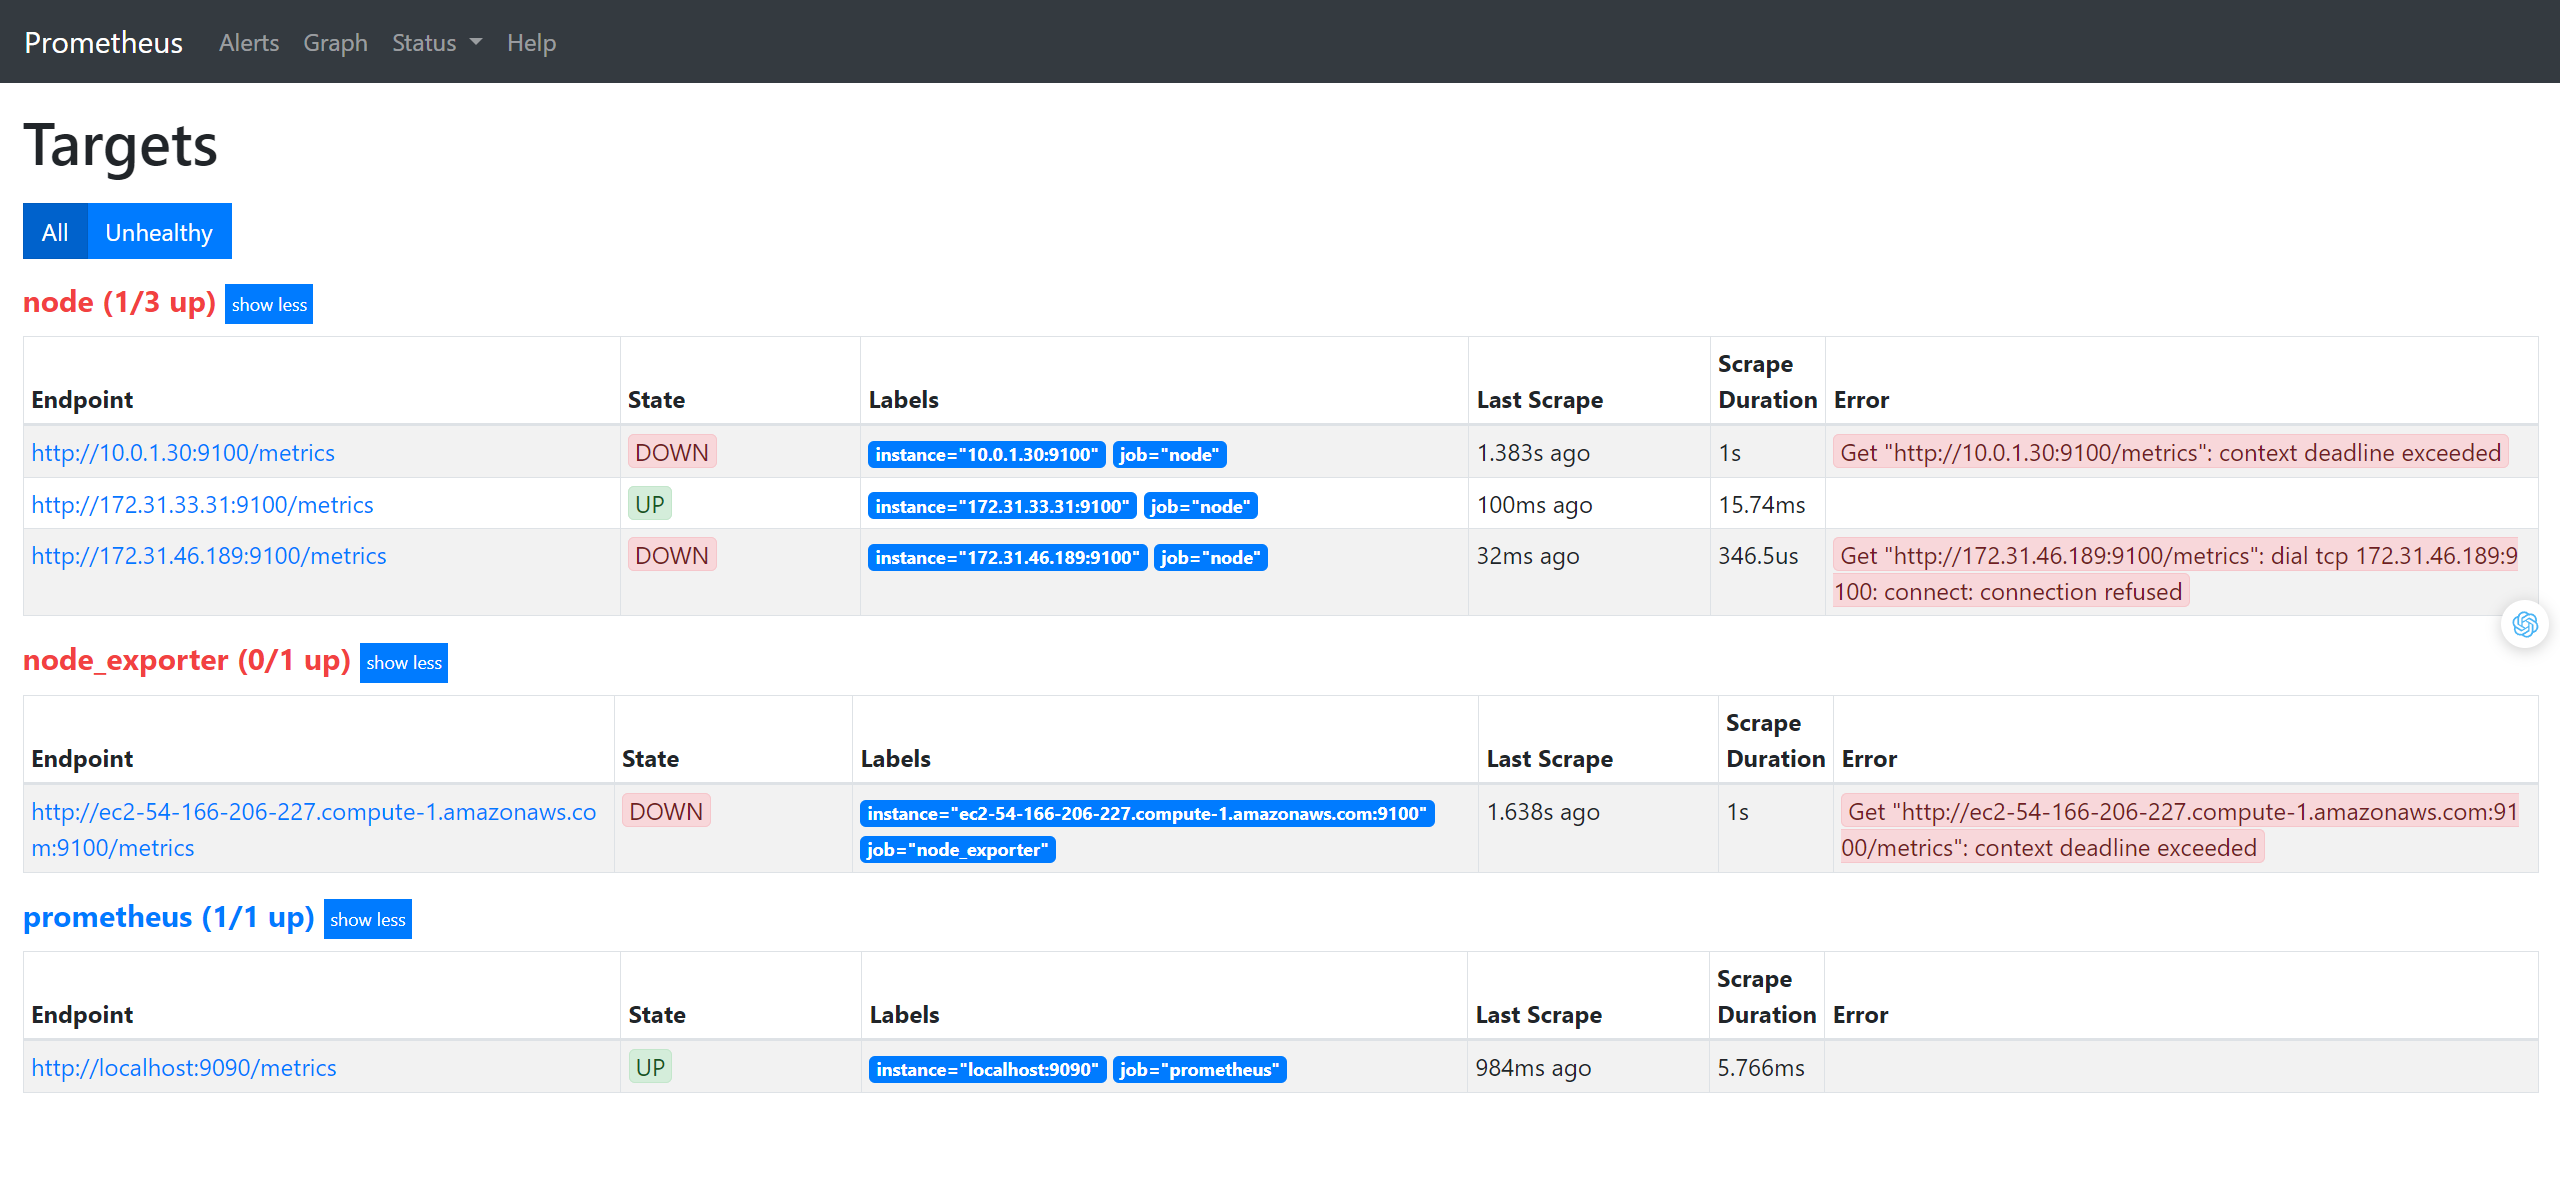 Prometheus Alerts Graph Status Help
Targets
All Unhealthy
node (1/3 up) show less
Endpoint State Labels Last Scrape Scrape Duration Error
http://10.0.1.30:9100/metrics DOWN instance="10.0.1.30:9100" job="node" 1.383s ago 1s Get "http://10.0.1.30:9100/metrics": context deadline exceeded
http://172.31.33.31:9100/metrics UP instance="172.31.33.31:9100" job="node" 100ms ago 15.74ms
http://172.31.46.189:9100/metrics DOWN instance="172.31.46.189:9100" job="node" 32ms ago 346.5us Get "http://172.31.46.189:9100/metrics": dial tcp 172.31.46.189:9
100: connect: connection refused
node_exporter (0/1 up) show less
Endpoint State Labels Last Scrape Scrape Duration Error
http://ec2-54-166-206-227.compute-1.amazonaws.co DOWN instance="ec2-54-166-206-227.compute-1.amazonaws.com:9100" 1.638s ago 1s Get "http://ec2-54-166-206-227.compute-1.amazonaws.com:91
m:9100/metrics job="node_exporter" 00/metrics": context deadline exceeded
prometheus (1/1 up) show less
Endpoint State Labels Last Scrape Scrape Duration Error
http://localhost:9090/metrics UP instance="localhost:9090" job="prometheus" 984ms ago 5.766ms